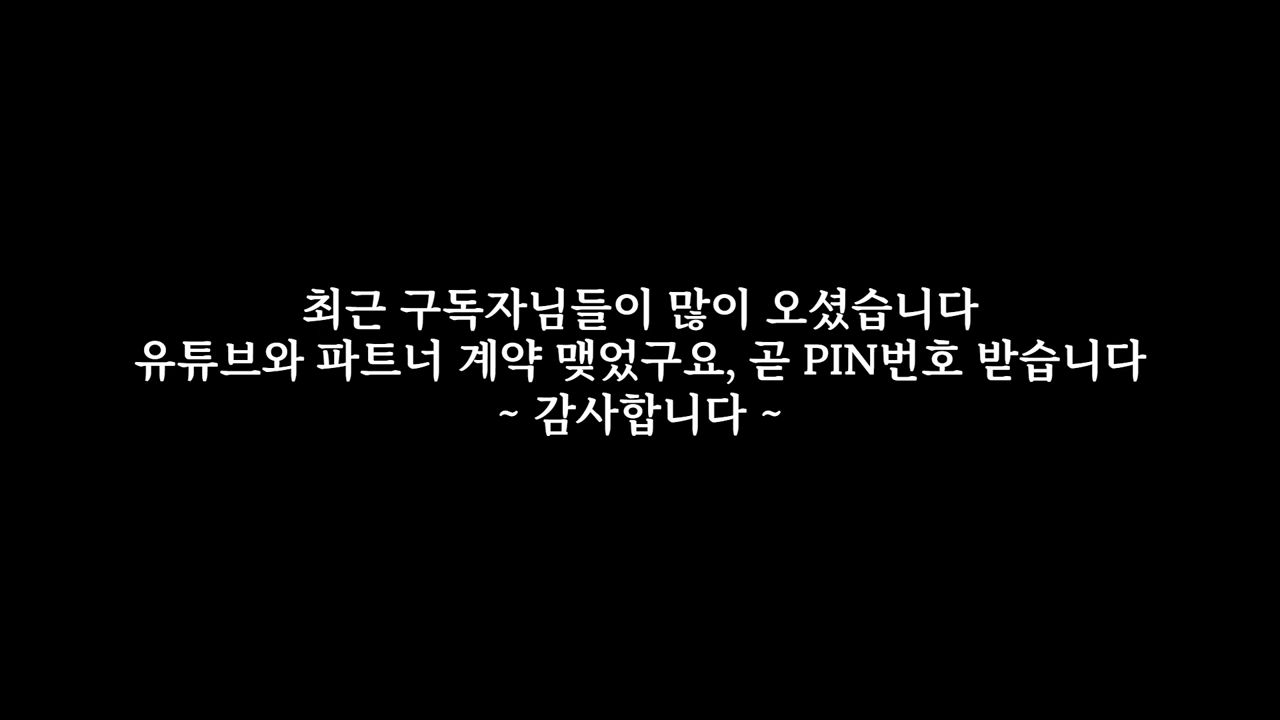 최근 구독자님들이 많이 오셨습니다
유튜브와 파트너 계약 맺었구요, 곧 PIN번호 받습니다
~ 감사합니다 ~